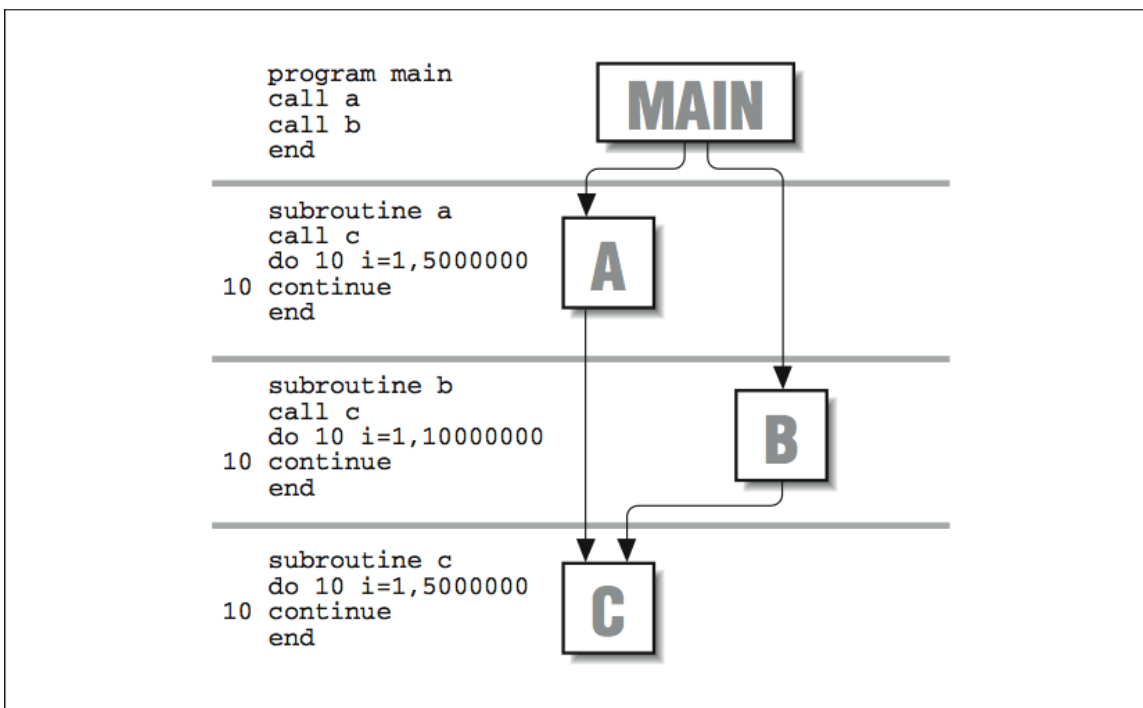 program main
call a
call b
end
MAIN
subroutine a
call c
do 10 i=1,5000000
10 continue
end
A
subroutine b
call c
do 10 i=1,10000000
10 continue
end
B
subroutine c
do 10 i=1,5000000
10 continue
end
C